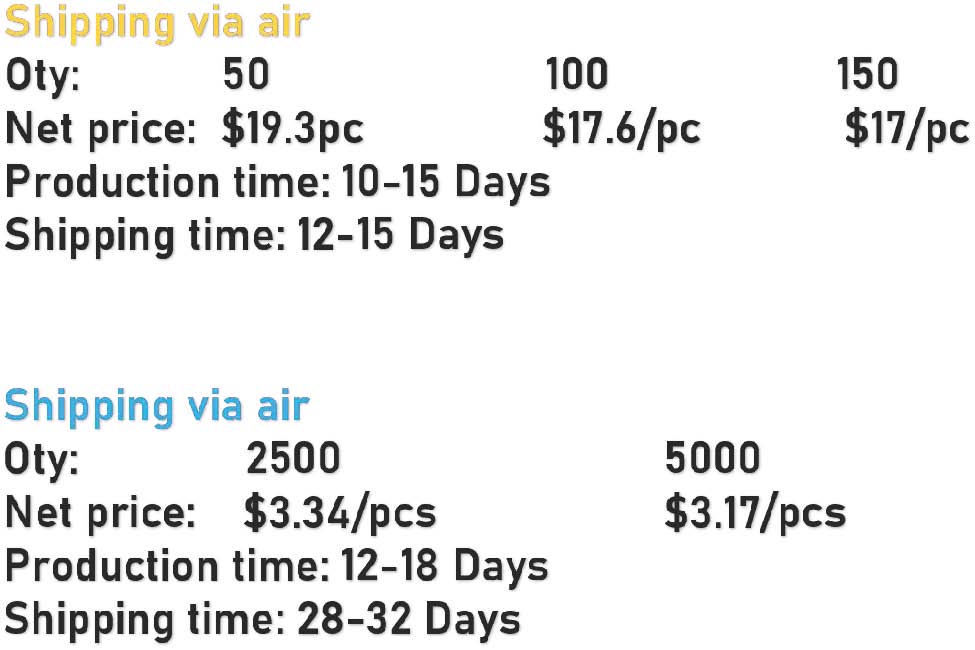 Shipping via air
Qty: 50 100 150
Net price: $19.3pc $17.6/pc $17/pc
Production time: 10-15 Days
Shipping time: 12-15 Days
Shipping via air
Qty: 2500 5000
Net price: $3.34/pcs $3.17/pcs
Production time: 12-18 Days
Shipping time: 28-32 Days